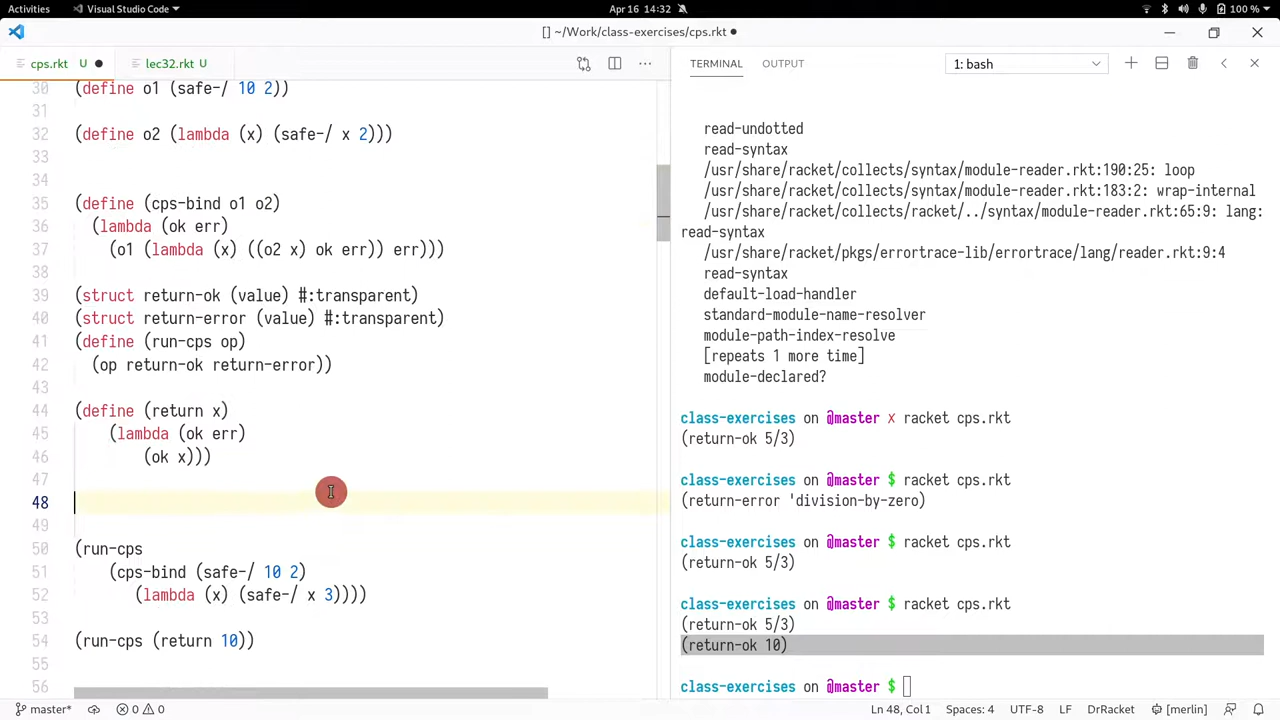 Activities Visual Studio Code Apr 16 14:32 100 %
[] ~/Work/class-exercises/cps.rkt ●
cps.rkt U ● lec32.rkt U
TERMINAL OUTPUT 1: bash
30 (define o1 (safe-/ 10 2))
31
32 (define o2 (lambda (x) (safe-/ x 2)))
33
34
35 (define (cps-bind o1 o2)
36 (lambda (ok err)
37 (o1 (lambda (x) ((o2 x) ok err)) err)))
38
39 (struct return-ok (value) #:transparent)
40 (struct return-error (value) #:transparent)
41 (define (run-cps op)
42 (op return-ok return-error))
43
44 (define (return x)
45 (lambda (ok err)
46 (ok x)))
47
48
49
50 (run-cps
51 (cps-bind (safe-/ 10 2)
52 (lambda (x) (safe-/ x 3))))
53
54 (run-cps (return 10))
55
56
read-undotted
read-syntax
/usr/share/racket/collects/syntax/module-reader.rkt:190:25: loop
/usr/share/racket/collects/syntax/module-reader.rkt:183:2: wrap-internal
/usr/share/racket/collects/racket/../syntax/module-reader.rkt:65:9: lang:
read-syntax
/usr/share/racket/pkgs/errortrace-lib/errortrace/lang/reader.rkt:9:4
read-syntax
default-load-handler
standard-module-name-resolver
module-path-index-resolve
[repeats 1 more time]
module-declared?
class-exercises on @master ✗ racket cps.rkt
(return-ok 5/3)
class-exercises on @master $ racket cps.rkt
(return-error 'division-by-zero)
class-exercises on @master $ racket cps.rkt
(return-ok 5/3)
class-exercises on @master $ racket cps.rkt
(return-ok 5/3)
(return-ok 10)
class-exercises on @master $
master* 0 0 Ln 48, Col 1 Spaces: 4 UTF-8 LF DrRacket [merlin]